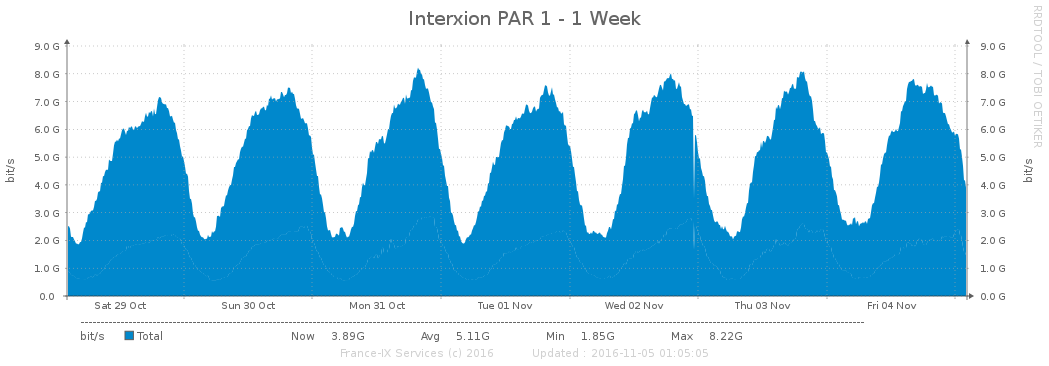 Interxion PAR 1 - 1 Week
RRDTOOL / TOBI OETIKER
9.0 G 9.0 G
8.0 G 8.0 G
7.0 G 7.0 G
6.0 G 6.0 G
5.0 G 5.0 G
4.0 G 4.0 G
3.0 G 3.0 G
2.0 G 2.0 G
1.0 G 1.0 G
0.0 0.0 G
bit/s
bit/s
Sat 29 Oct Sun 30 Oct Mon 31 Oct Tue 01 Nov Wed 02 Nov Thu 03 Nov Fri 04 Nov
bit/s Total Now 3.89G Avg 5.11G Min 1.85G Max 8.22G
France-IX Services (c) 2016 Updated : 2016-11-05 01:05:05